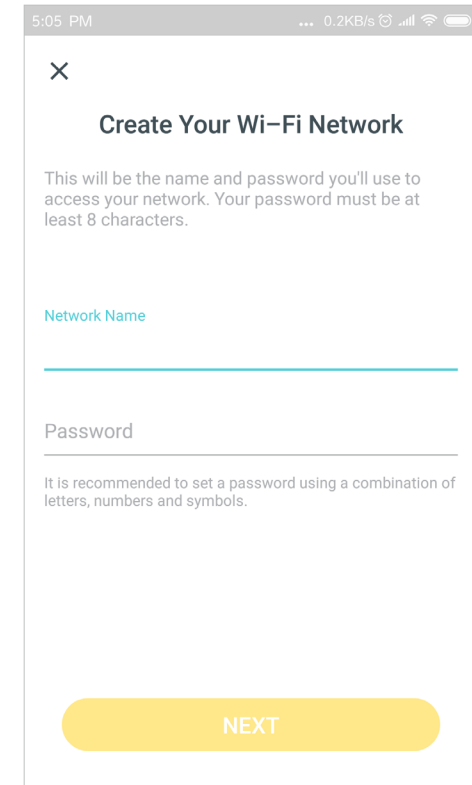 5:05 PM ... 0.2KB/s
Create Your Wi-Fi Network
This will be the name and password you'll use to
access your network. Your password must be at
least 8 characters.
Network Name
Password
It is recommended to set a password using a combination of
letters, numbers and symbols.
NEXT